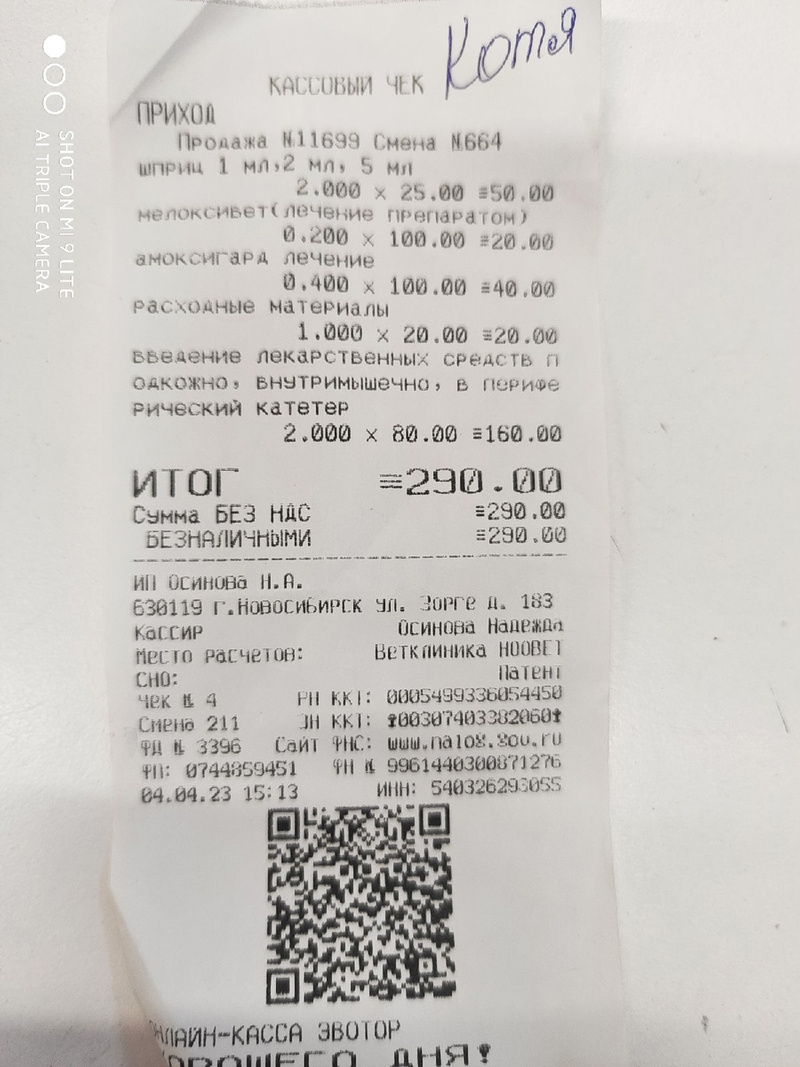 Котя
КАССОВЫЙ ЧЕК
ПРИХОД
Продажа №11699 Смена №664
шприц 1 мл,2 мл, 5 мл
2.000 x 25.00 =50.00
мелоксивет(лечение препаратом)
0.200 x 100.00 =20.00
амоксигард лечение
0.400 x 100.00 =40.00
расходные материалы
1.000 x 20.00 =20.00
введение лекарственных средств п
одкожно, внутримышечно, в перифе
рический катетер
2.000 x 80.00 =160.00
ИТОГ =290.00
Сумма БЕЗ НДС =290.00
БЕЗНАЛИЧНЫМИ =290.00
ИП Осинова Н.А.
630119 г.Новосибирск ул. Зорге д. 183
Кассир Осинова Надежда
Место расчетов: Ветклиника НООВЕТ
СНО: Патент
Чек № 4 РН ККТ: 0005499336054450
Смена 211 ЗН ККТ: 00307403382060
ФД № 3396 Сайт ФНС: www.nalog.gov.ru
ФП: 0744859451 ФН № 9961440300871276
04.04.23 15:13 ИНН: 540326293055
ОНЛАЙН-КАССА ЭВОТОР
ХОРОШЕГО ДНЯ!
SHOT ON MI 9 LITE
AI TRIPLE CAMERA